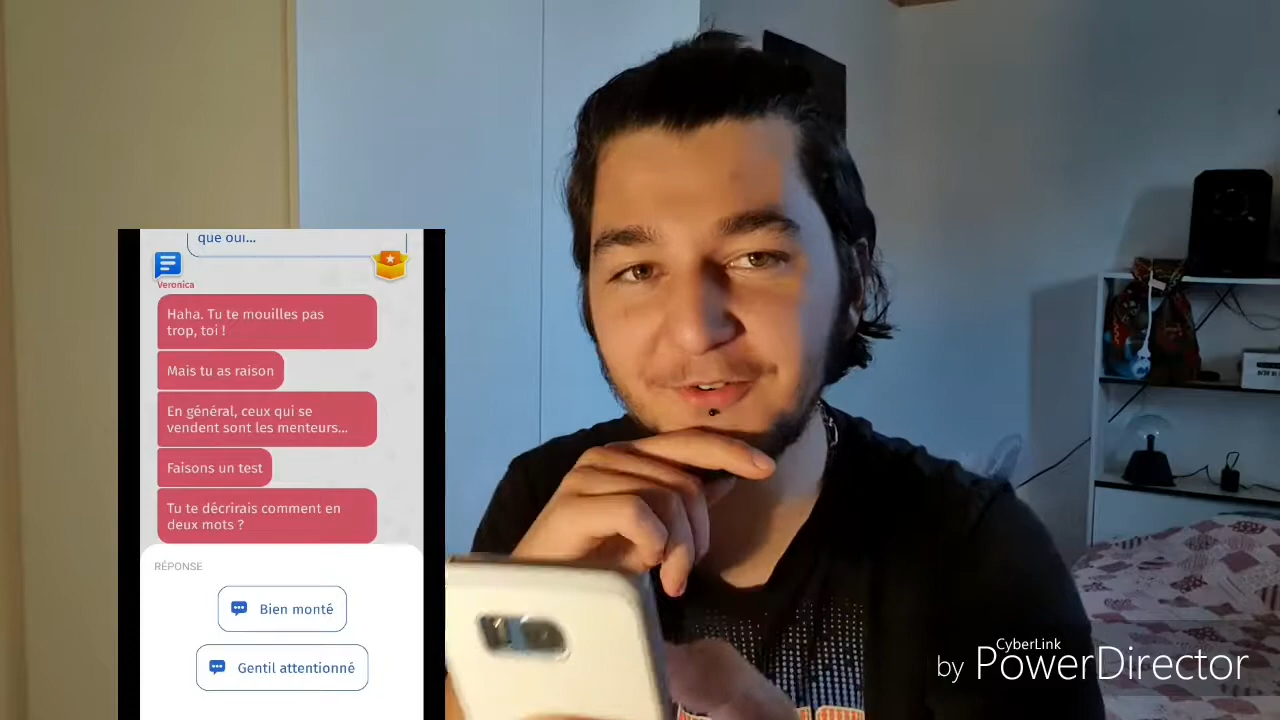 que oui...
Veronica
Haha. Tu te mouilles pas
trop, toi !
Mais tu as raison
En général, ceux qui se
vendent sont les menteurs...
Faisons un test
Tu te décrirais comment en
deux mots ?
RÉPONSE
Bien monté
Gentil attentionné
CyberLink
by PowerDirector